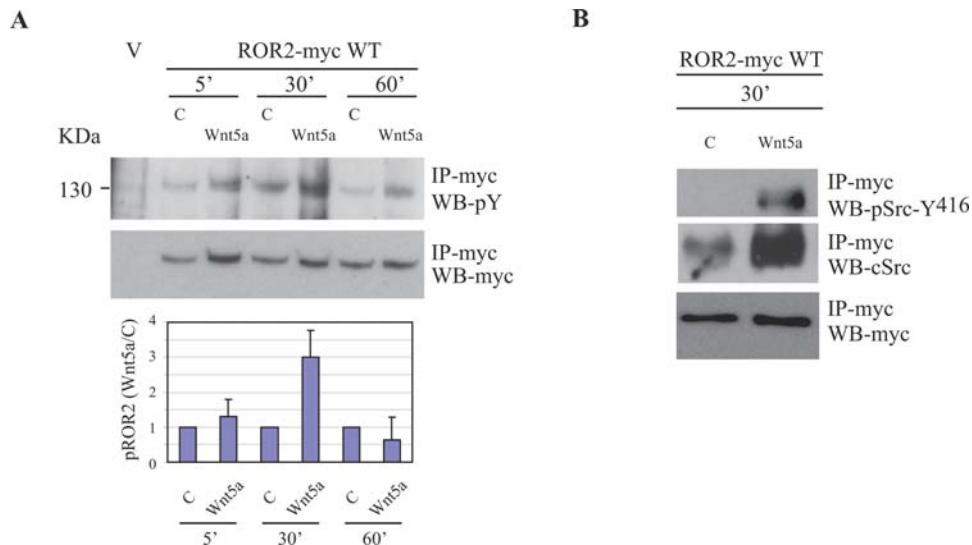 A
V
ROR2-myc WT
5' 30' 60'
C Wnt5a C Wnt5a C Wnt5a
KDa
130
IP-myc
WB-pY
IP-myc
WB-myc
pROR2 (Wnt5a/C)
4
3
2
1
0
C Wnt5a C Wnt5a C Wnt5a
5' 30' 60'
B
ROR2-myc WT
30'
C Wnt5a
IP-myc
WB-pSrc-Y416
IP-myc
WB-cSrc
IP-myc
WB-myc